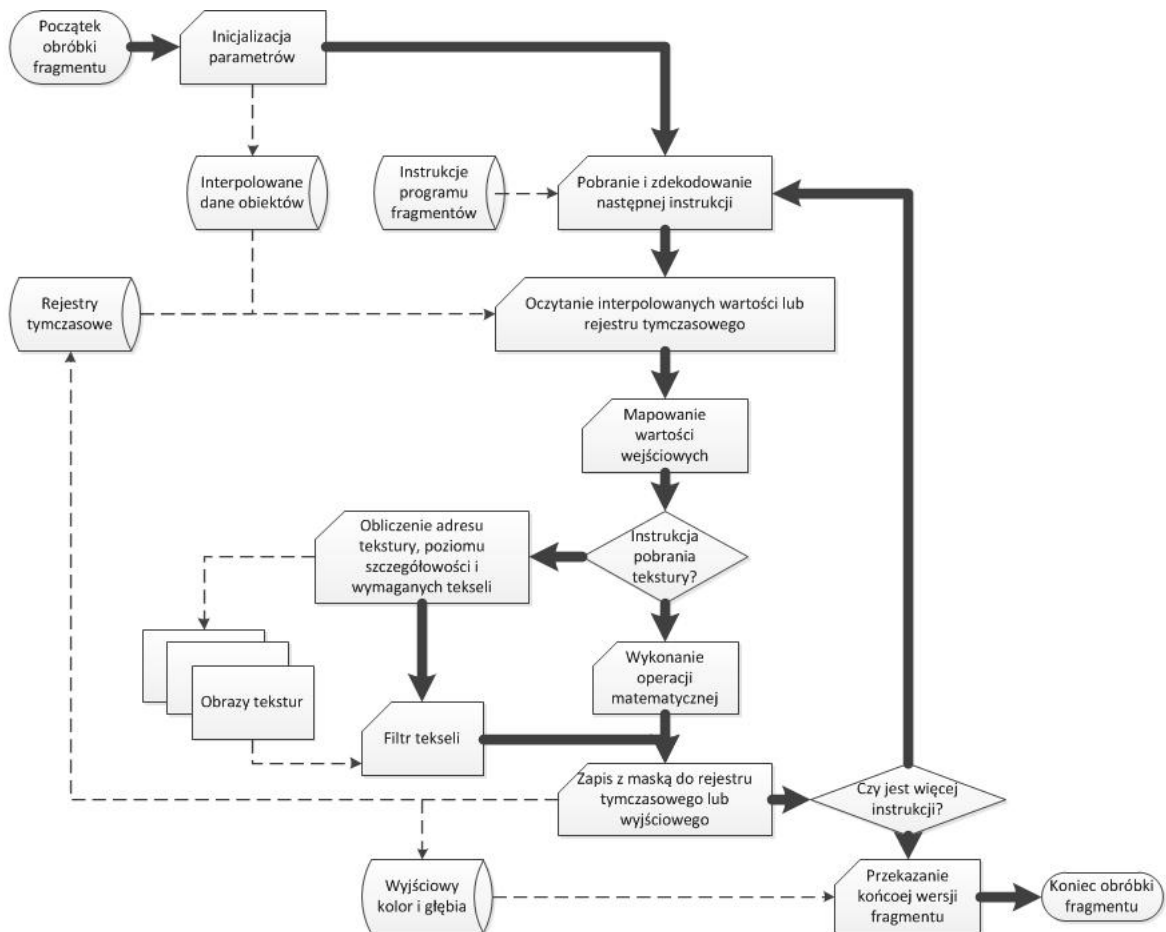 Początek
obróbki
fragmentu
Inicjalizacja
parametrów
Interpolowane
dane obiektów
Instrukcje
programu
fragmentów
Pobranie i zdekodowanie
następnej instrukcji
Rejestry
tymczasowe
Oczytanie interpolowanych wartości lub
rejestru tymczasowego
Mapowanie
wartości
wejściowych
Obliczenie adresu
tekstury, poziomu
szczegółowości i
wymaganych tekseli
Instrukcja
pobrania
tekstury?
Obrazy tekstur
Wykonanie
operacji
matematycznej
Filtr tekseli
Zapis z maską do rejestru
tymczasowego lub
wyjściowego
Czy jest więcej
instrukcji?
Wyjściowy
kolor i głębia
Przekazanie
końcoej wersji
fragmentu
Koniec obróbki
fragmentu